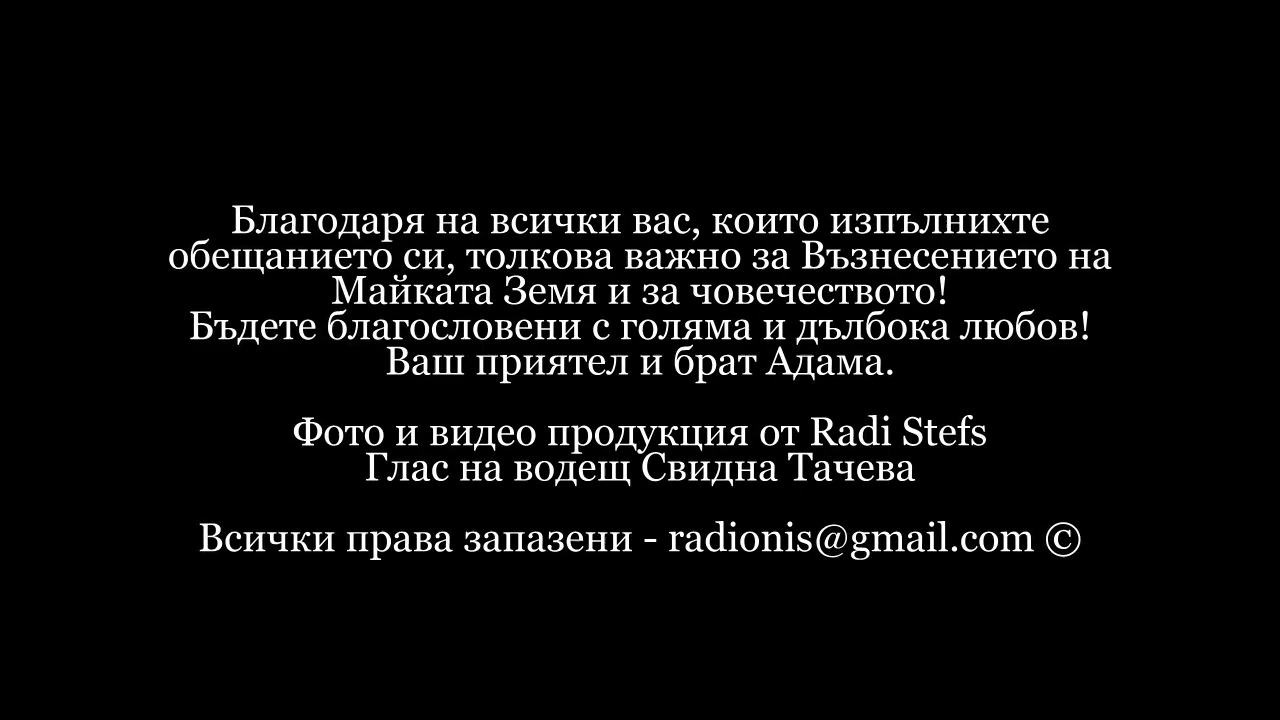 Благодаря на всички вас, които изпълнихте
обещанието си, толкова важно за Възнесението на
Майката Земя и за човечеството!
Бъдете благословени с голяма и дълбока любов!
Ваш приятел и брат Адама.
Фото и видео продукция от Radi Stefs
Глас на водещ Свидна Тачева
Всички права запазени - radionis@gmail.com ©